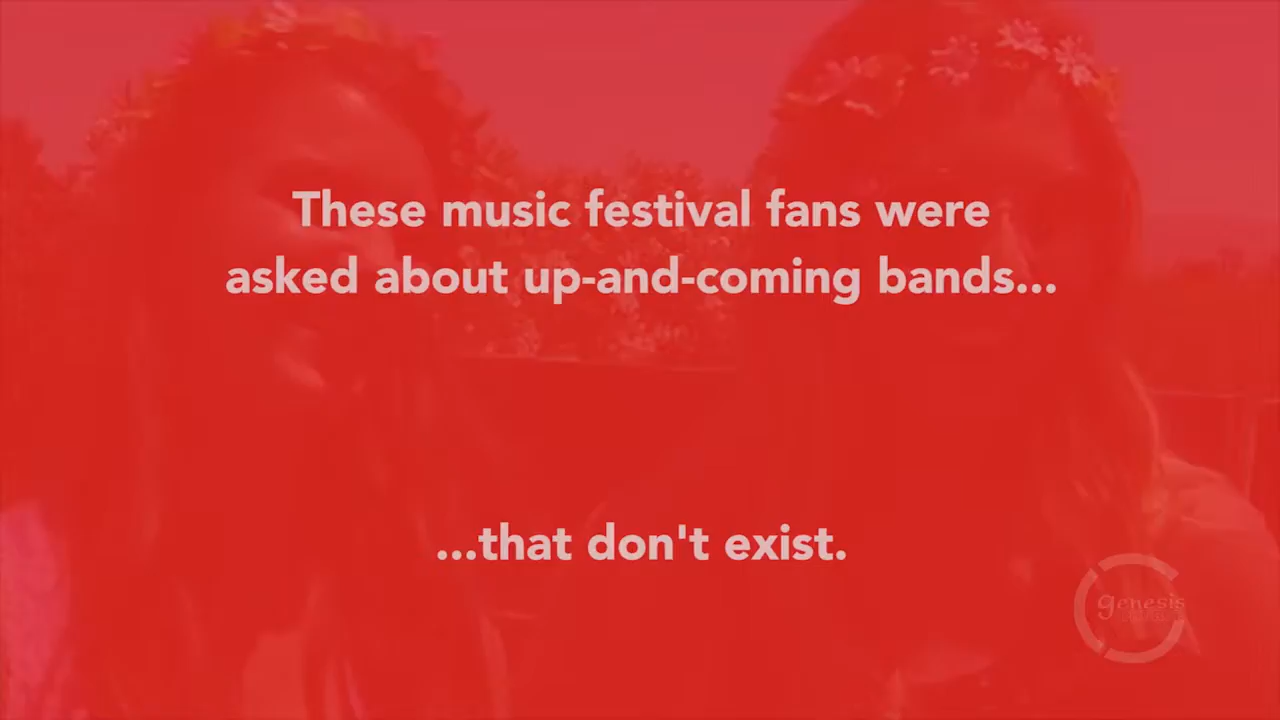 These music festival fans were
asked about up-and-coming bands...
...that don't exist.
genesis